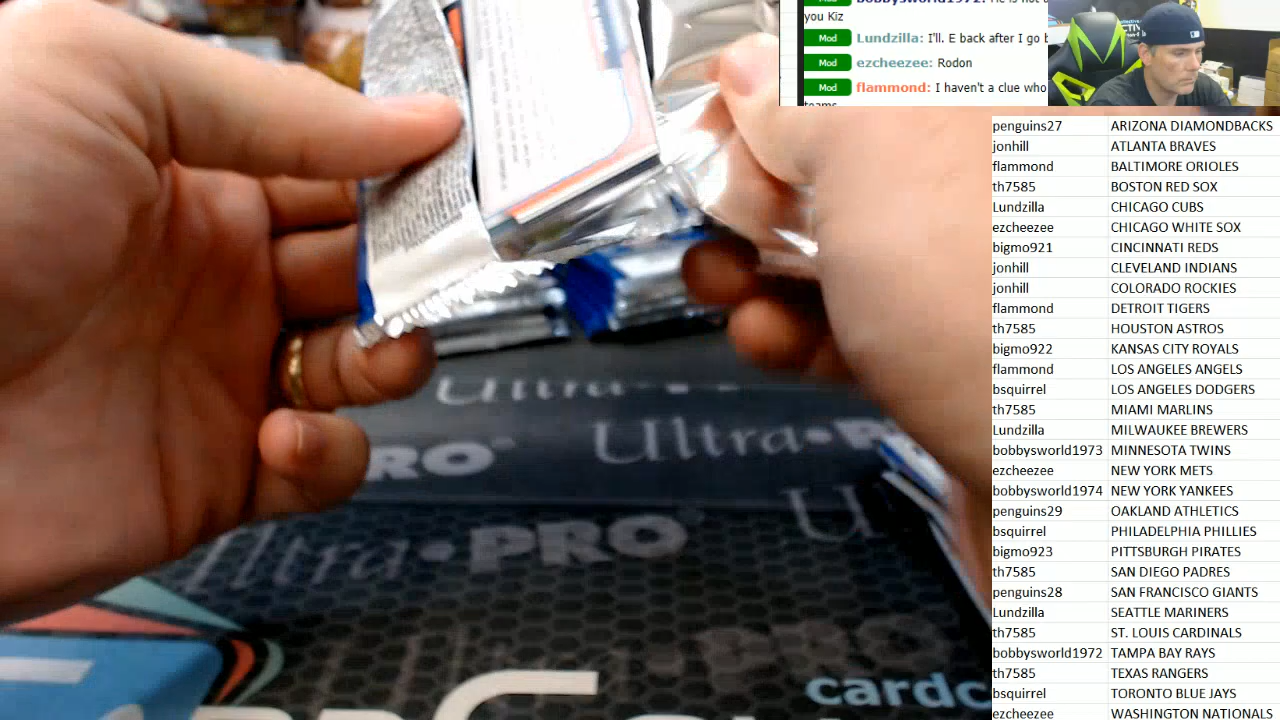 you Kiz
Mod Lundzilla: I'll. E back after I go b
Mod ezcheezee: Rodon
Mod flammond: I haven't a clue who
penguins27 ARIZONA DIAMONDBACKS
jonhill ATLANTA BRAVES
flammond BALTIMORE ORIOLES
th7585 BOSTON RED SOX
Lundzilla CHICAGO CUBS
ezcheezee CHICAGO WHITE SOX
bigmo921 CINCINNATI REDS
jonhill CLEVELAND INDIANS
jonhill COLORADO ROCKIES
flammond DETROIT TIGERS
th7585 HOUSTON ASTROS
bigmo922 KANSAS CITY ROYALS
flammond LOS ANGELES ANGELS
bsquirrel LOS ANGELES DODGERS
th7585 MIAMI MARLINS
Lundzilla MILWAUKEE BREWERS
bobbysworld1973 MINNESOTA TWINS
ezcheezee NEW YORK METS
bobbysworld1974 NEW YORK YANKEES
penguins29 OAKLAND ATHLETICS
bsquirrel PHILADELPHIA PHILLIES
bigmo923 PITTSBURGH PIRATES
th7585 SAN DIEGO PADRES
penguins28 SAN FRANCISCO GIANTS
Lundzilla SEATTLE MARINERS
th7585 ST. LOUIS CARDINALS
bobbysworld1972 TAMPA BAY RAYS
th7585 TEXAS RANGERS
bsquirrel TORONTO BLUE JAYS
ezcheezee WASHINGTON NATIONALS
Ultra
RO Ultra•P
Ultra•PRO U
PRO
cardc